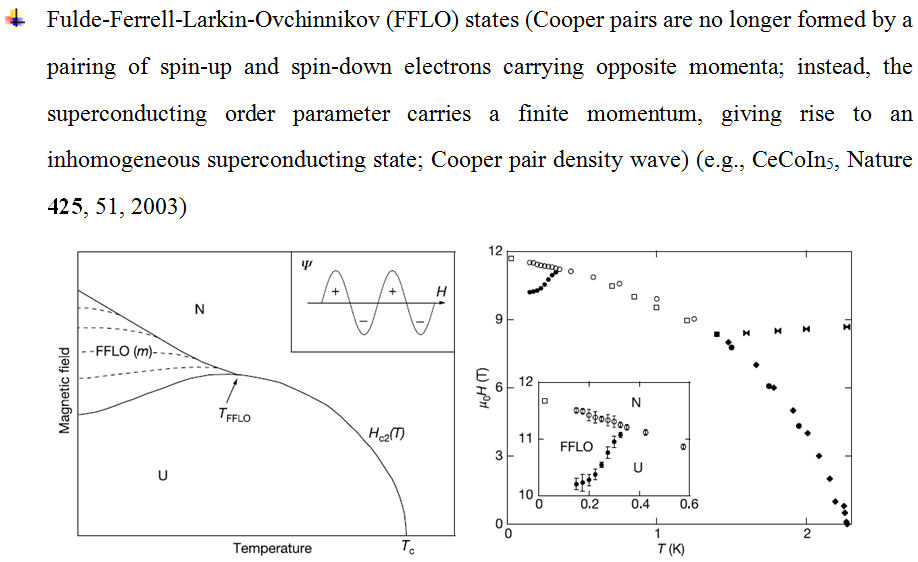 Fulde-Ferrell-Larkin-Ovchinnikov (FFLO) states (Cooper pairs are no longer formed by a
pairing of spin-up and spin-down electrons carrying opposite momenta; instead, the
superconducting order parameter carries a finite momentum, giving rise to an
inhomogeneous superconducting state; Cooper pair density wave) (e.g., CeCoIn₅, Nature
425, 51, 2003)
Ψ
+
+
H
−
−
N
FFLO (m)
T_FFLO
H_c2(T)
U
Magnetic field
Temperature
T_c
12
9
6
3
0
μ₀H (T)
12
11
10
N
FFLO
U
0
0.2
0.4
0.6
0
1
2
T (K)